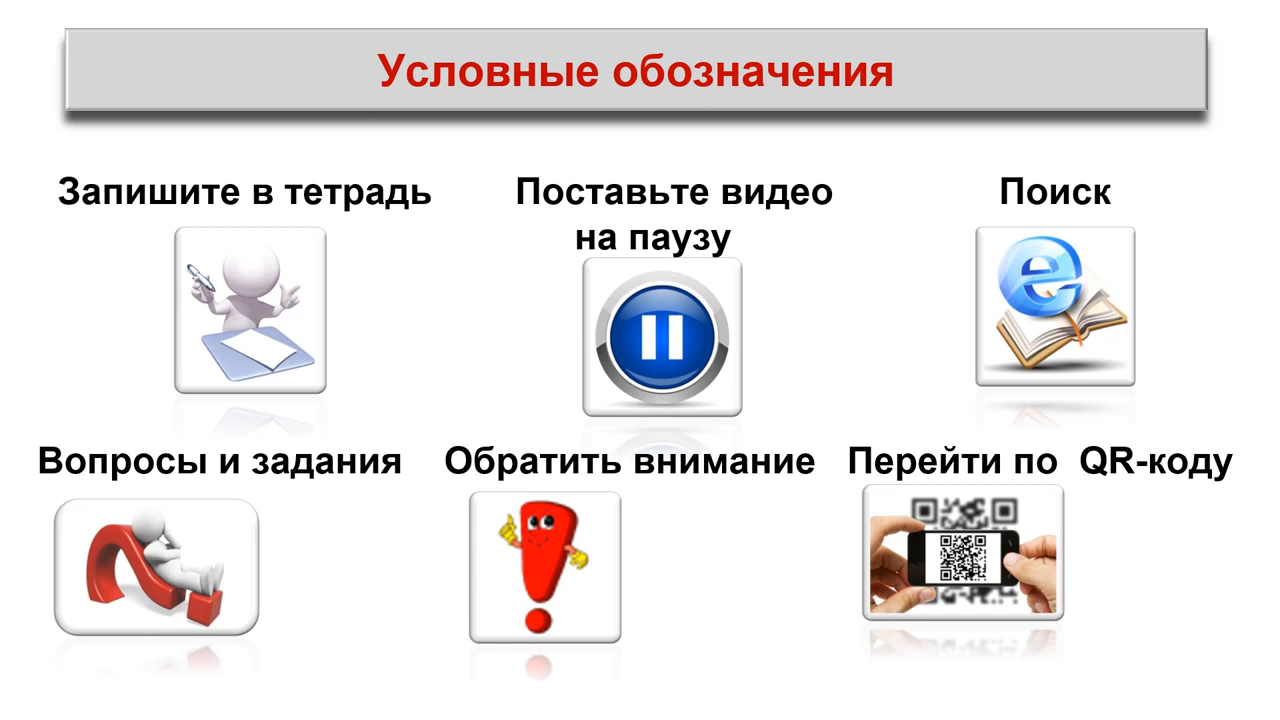 Условные обозначения
Запишите в тетрадь
Поставьте видео
на паузу
Поиск
Вопросы и задания
Обратить внимание
Перейти по QR-коду